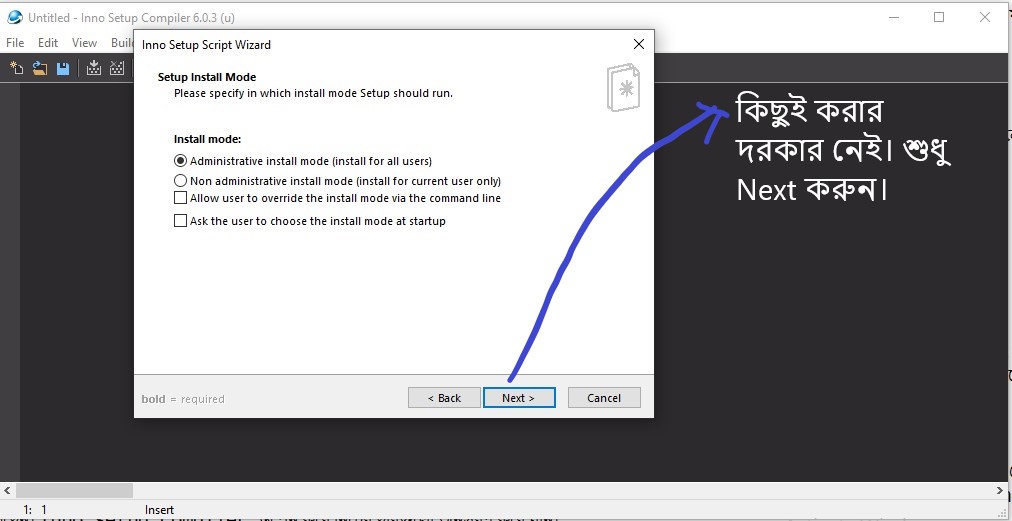 Untitled - Inno Setup Compiler 6.0.3 (u)
File Edit View
Inno Setup Script Wizard
Setup Install Mode
Please specify in which install mode Setup should run.
Install mode:
Administrative install mode (install for all users)
Non administrative install mode (install for current user only)
Allow user to override the install mode via the command line
Ask the user to choose the install mode at startup
bold = required
< Back Next > Cancel
কিছুই করার
দরকার নেই। শুধু
Next করুন।
1: 1 Insert